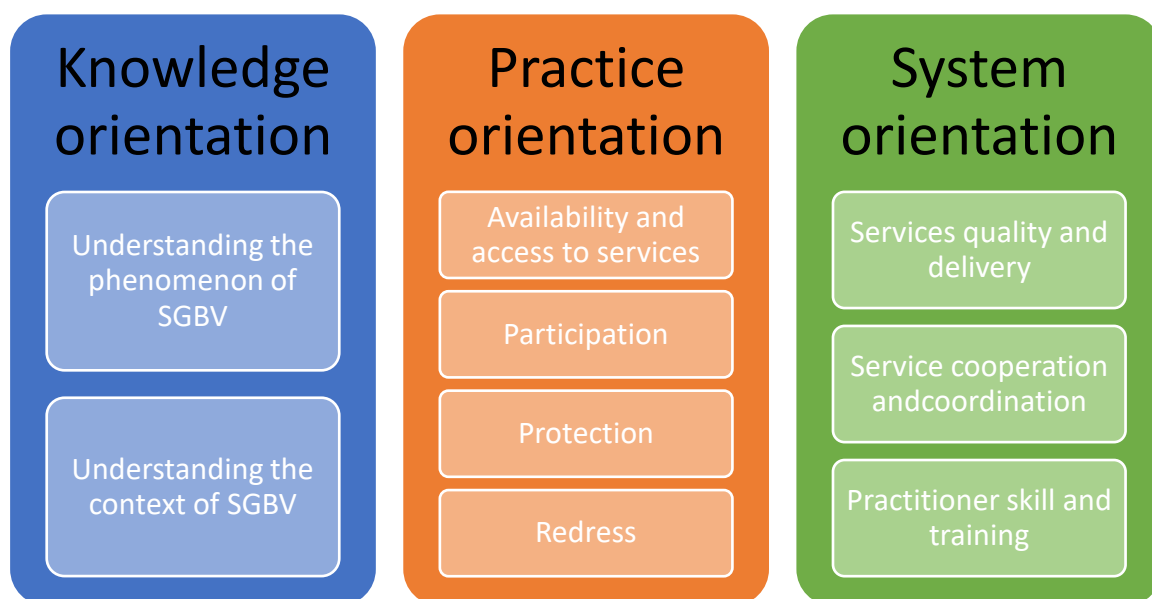 Knowledge
orientation
Understanding the
phenomenon of
SGBV
Understanding the
context of SGBV
Practice
orientation
Availability and
access to services
Participation
Protection
Redress
System
orientation
Services quality and
delivery
Service cooperation
andcoordination
Practitioner skill and
training